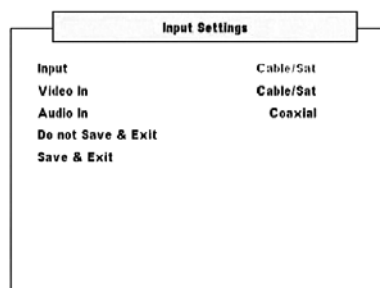 Input Settings
Input Cable/Sat
Video In Cable/Sat
Audio In Coaxial
Do not Save & Exit
Save & Exit